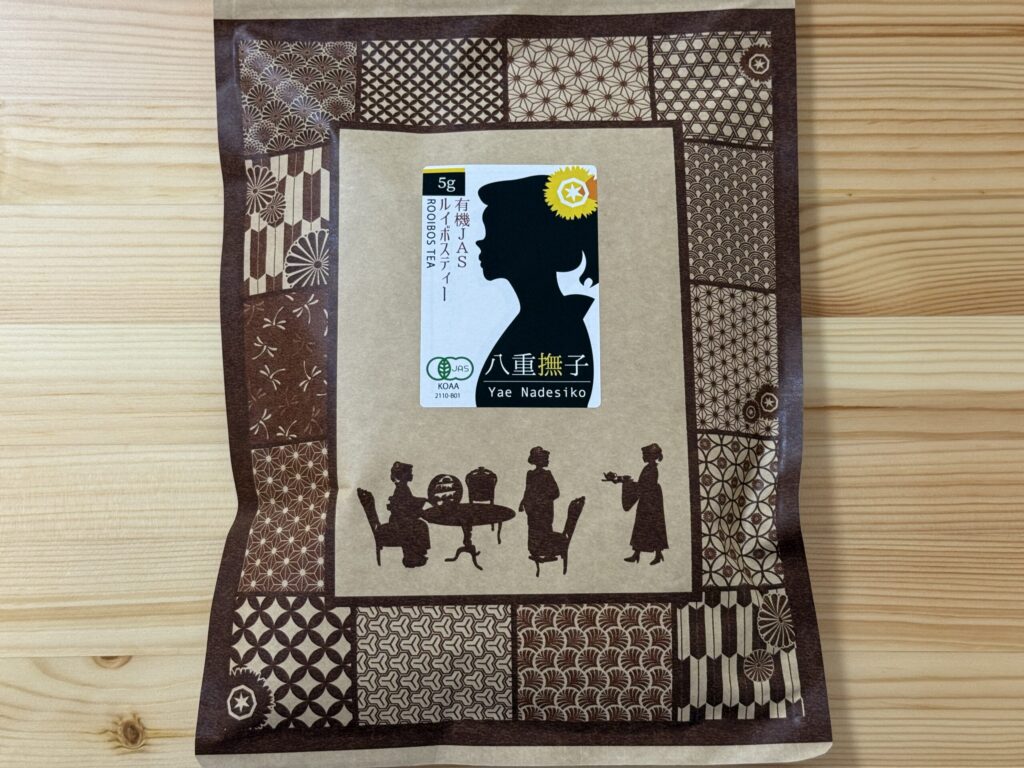 5g
有機JAS
ルイボスティー
ROOIBOS TEA
JAS
KOAA
2110-B01
八重撫子
Yae Nadesiko